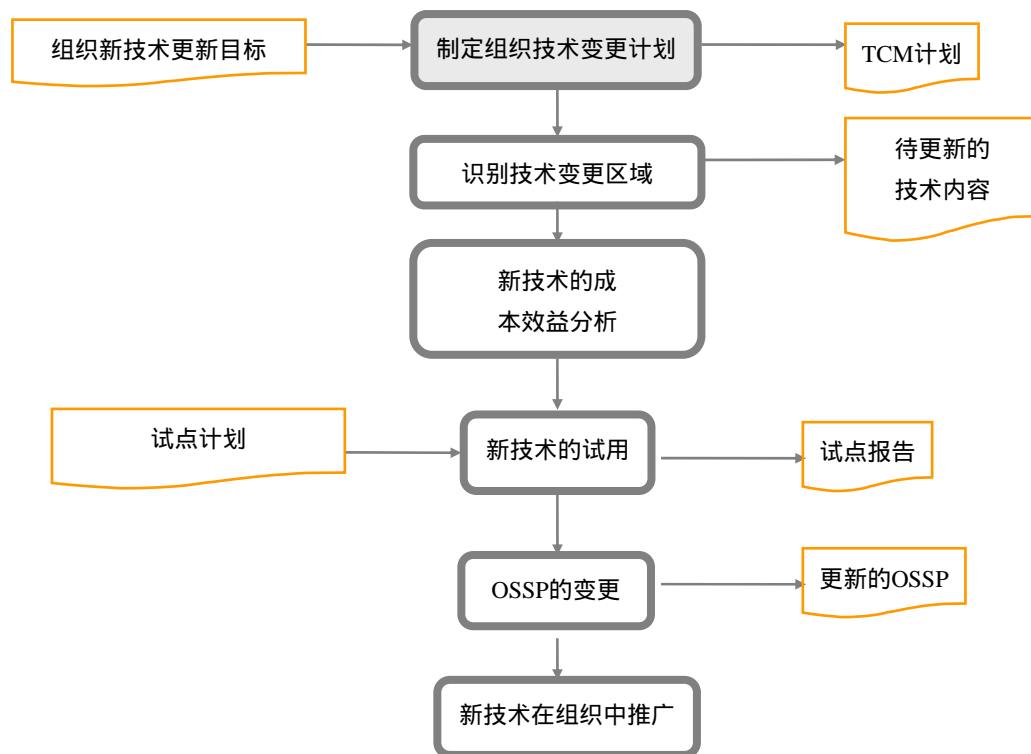 组织新技术更新目标
制定组织技术变更计划
TCM计划
识别技术变更区域
待更新的
技术内容
新技术的成
本效益分析
试点计划
新技术的试用
试点报告
OSSP的变更
更新的OSSP
新技术在组织中推广